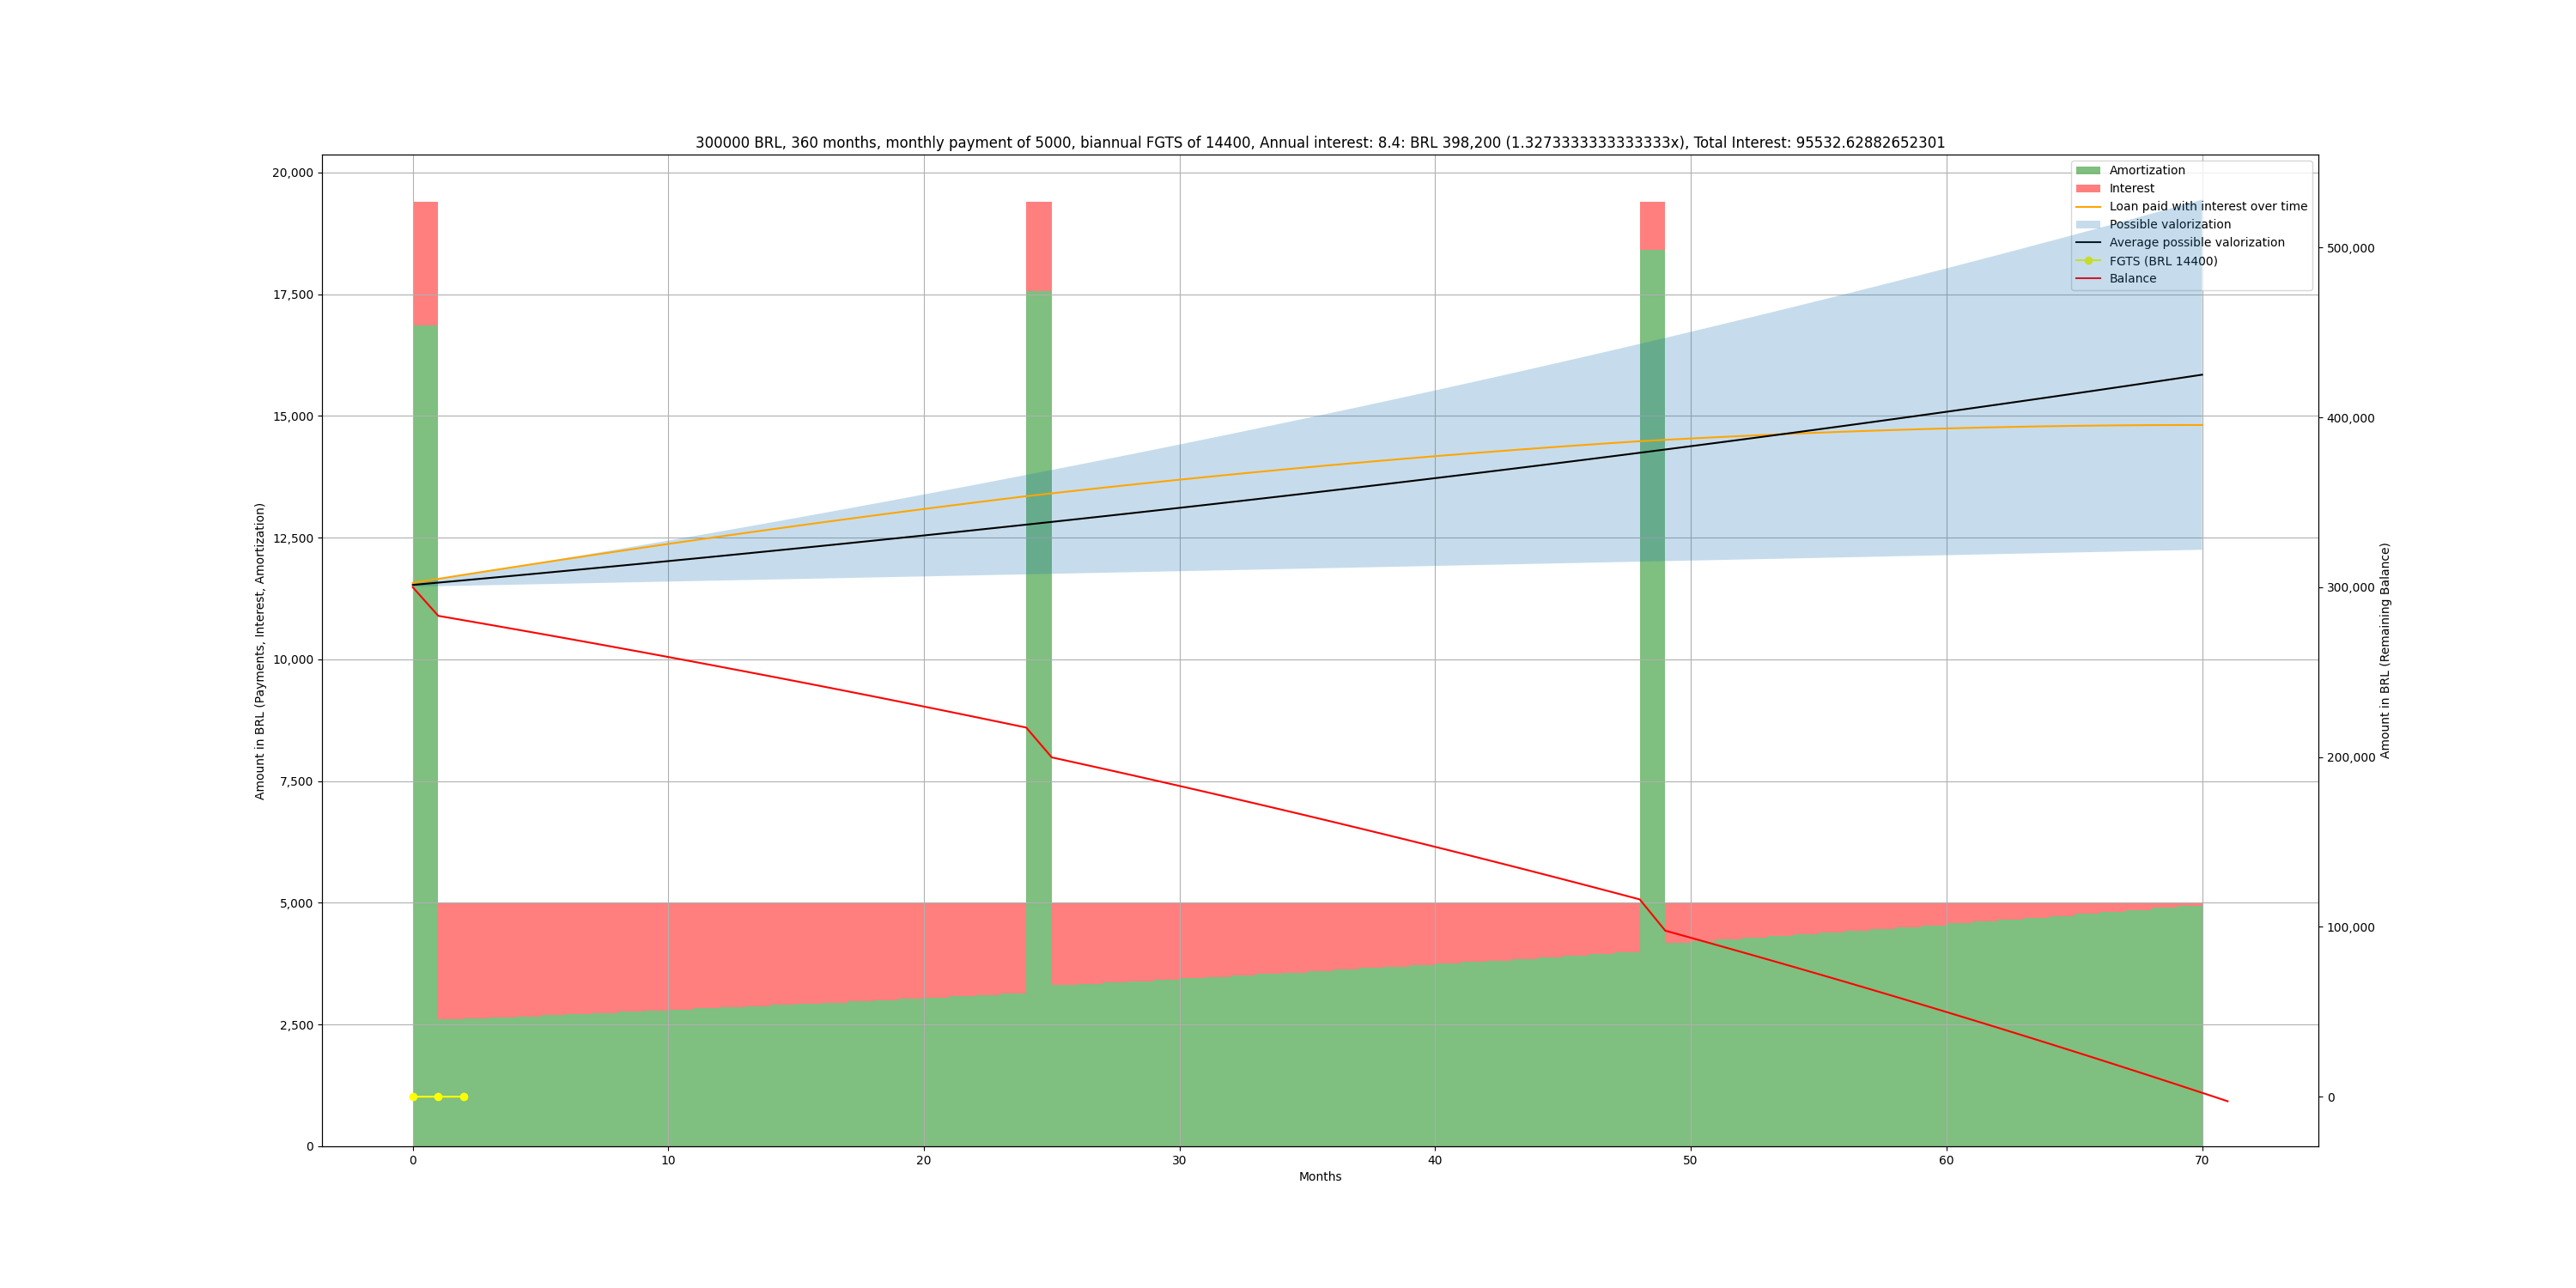 300000 BRL, 360 months, monthly payment of 5000, biannual FGTS of 14400, Annual interest: 8.4: BRL 398,200 (1.3273333333333333x), Total Interest: 95532.62882652301
Amortization
Interest
Loan paid with interest over time
Possible valorization
Average possible valorization
FGTS (BRL 14400)
Balance
Amount in BRL (Payments, Interest, Amortization)
20,000
17,500
15,000
12,500
10,000
7,500
5,000
2,500
0
500,000
400,000
300,000
200,000
100,000
0
Amount in BRL (Remaining Balance)
0 10 20 30 40 50 60 70
Months